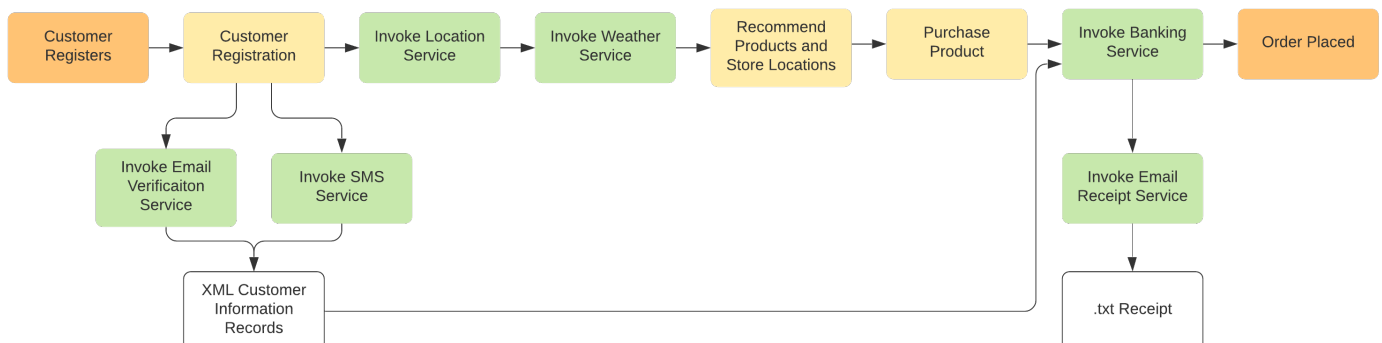 Customer
Registers
Customer
Registration
Invoke Location
Service
Invoke Weather
Service
Recommend
Products and
Store Locations
Purchase
Product
Invoke Banking
Service
Order Placed
Invoke Email
Verificaiton
Service
Invoke SMS
Service
Invoke Email
Receipt Service
XML Customer
Information
Records
.txt Receipt